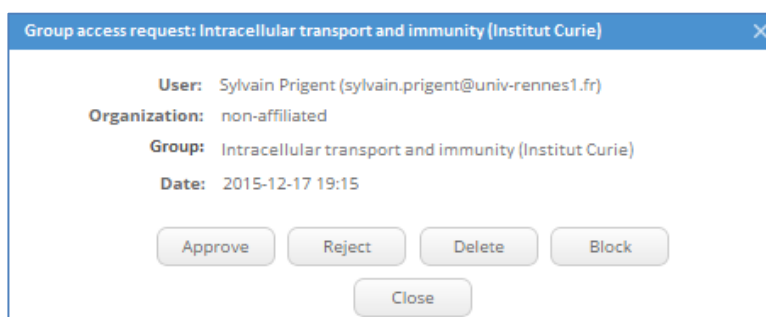 Group access request: Intracellular transport and immunity (Institut Curie)
User: Sylvain Prigent (sylvain.prigent@univ-rennes1.fr)
Organization: non-affiliated
Group: Intracellular transport and immunity (Institut Curie)
Date: 2015-12-17 19:15
Approve Reject Delete Block
Close